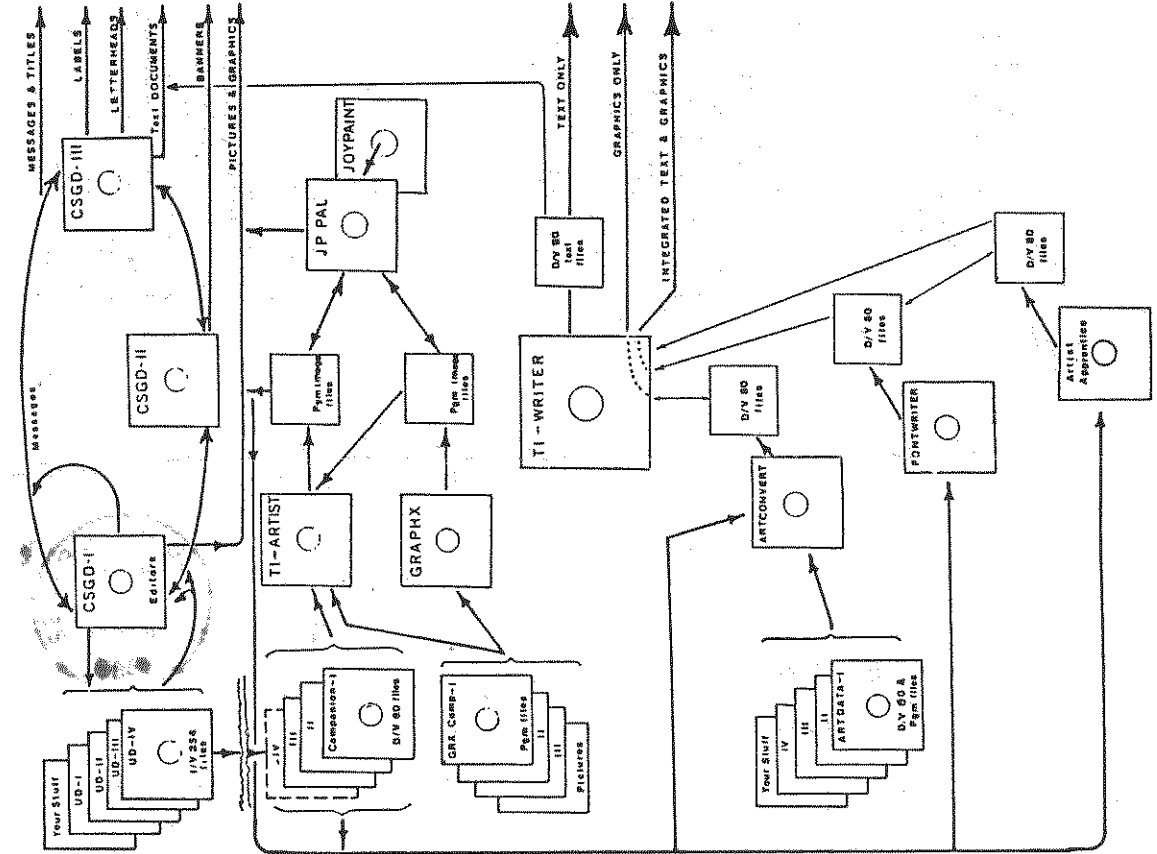 MESSAGES & TITLES
LABELS
LETTERHEADS
Text DOCUMENTS
BANNERS
PICTURES & GRAPHICS
TEXT ONLY
GRAPHICS ONLY
INTEGRATED TEXT & GRAPHICS
CSGD-III
JOYPAINT
JP PAL
D/V 80
text
files
Messages
CSGD-II
Pgm image
files
Pgm image
files
TI-WRITER
D/V 80
files
D/V 80
files
D/V 80
files
Artist
Apprentice
FONTWRITER
ARTCONVERT
CSGD-I
Editors
TI-ARTIST
GRAPHX
Your Stuff
UD-I
UD-II
UD-III
UD-IV
I/V 254
files
IV
III
II
Companion-I
D/V 80 files
GRA Comp-I
Pgm files
II
III
Pictures
Your Stuff
IV
III
II
ARTDATA-I
D.V 80 &
Pgm files